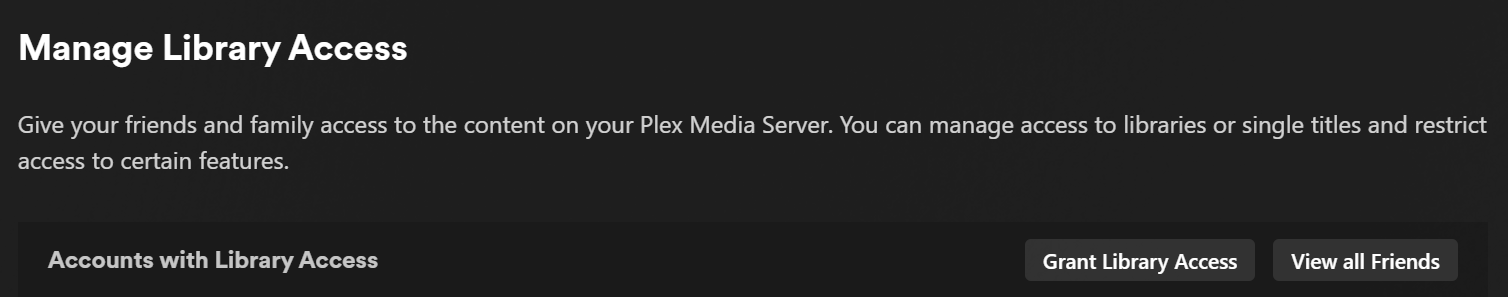 Manage Library Access
Give your friends and family access to the content on your Plex Media Server. You can manage access to libraries or single titles and restrict
access to certain features.
Accounts with Library Access
Grant Library Access
View all Friends